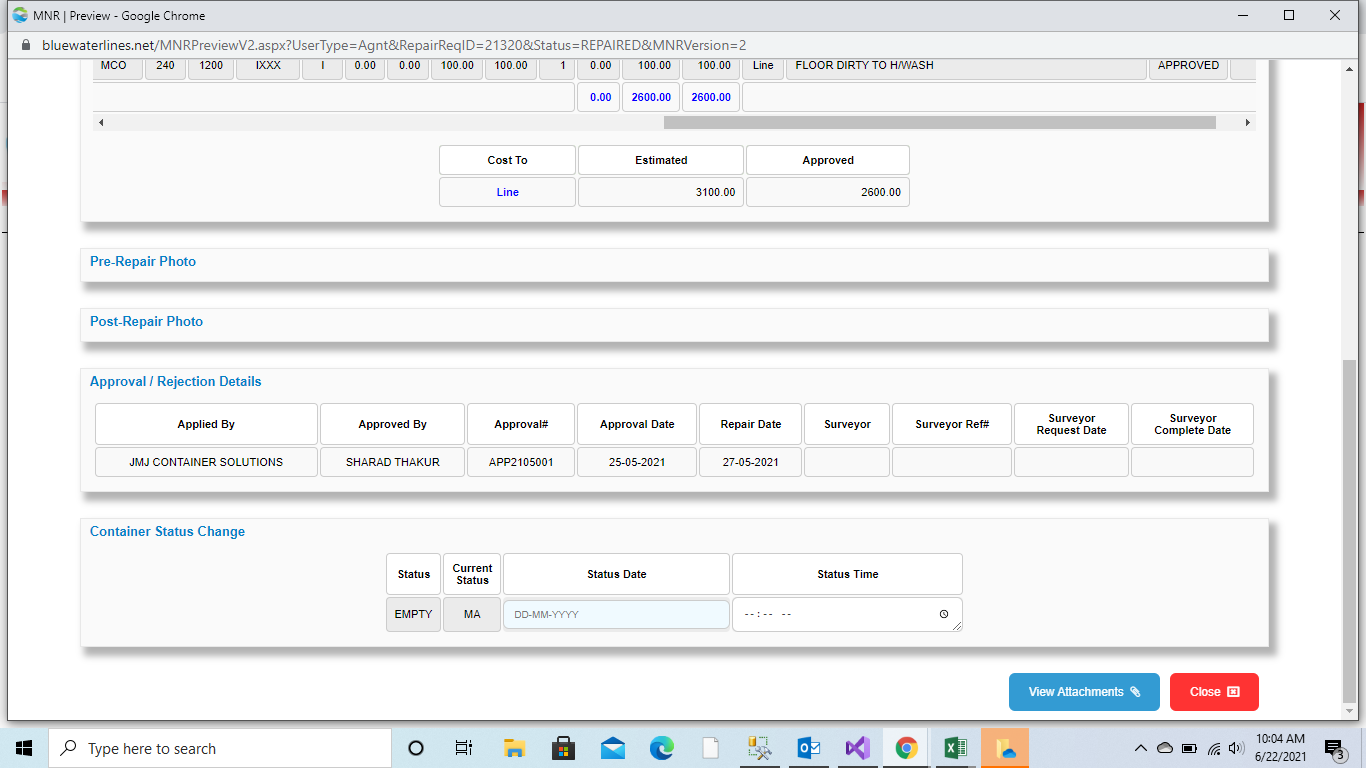 MNR | Preview - Google Chrome
bluewaterlines.net/MNRPreviewV2.aspx?UserType=Agnt&RepairReqID=21320&Status=REPAIRED&MNRVersion=2
MCO 240 1200 IXXX I 0.00 0.00 100.00 100.00 1 0.00 100.00 100.00 Line FLOOR DIRTY TO H/WASH APPROVED
0.00 2600.00 2600.00
Cost To Estimated Approved
Line 3100.00 2600.00
Pre-Repair Photo
Post-Repair Photo
Approval / Rejection Details
Applied By Approved By Approval# Approval Date Repair Date Surveyor Surveyor Ref# Surveyor Request Date Surveyor Complete Date
JMJ CONTAINER SOLUTIONS SHARAD THAKUR APP2105001 25-05-2021 27-05-2021
Container Status Change
Status Current Status Status Date Status Time
EMPTY MA DD-MM-YYYY --:-- --
View Attachments Close
Type here to search
10:04 AM
6/22/2021
3